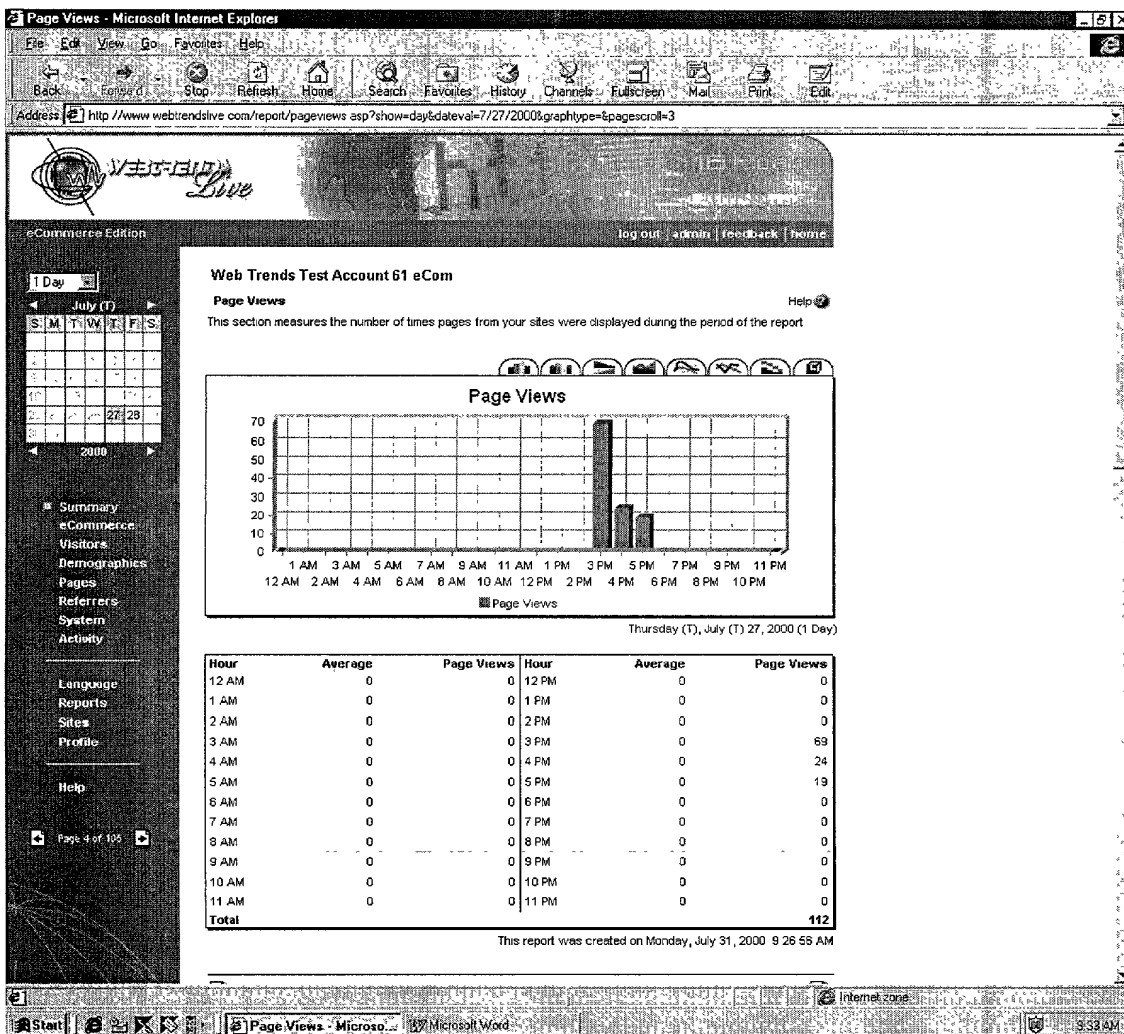 Page Views - Microsoft Internet Explorer
File Edit View Go Favorites Help
Back Forward Stop Refresh Home Search Favorites History Channels Fullscreen Mail Print Edit
Address http //www webtrendslive com/report/pageviews asp?show=day&dateval=7/27/2000&graphtype=&pagescroll=3
WEBTRENDS Live
eCommerce Edition
log out | admin | feedback | home
1 Day
July (T)
S M T W T F S
27 28
2000
Summary
eCommerce
Visitors
Demographics
Pages
Referrers
System
Activity
Language
Reports
Sites
Profile
Help
Page 4 of 105
Web Trends Test Account 61 eCom
Page Views
Help
This section measures the number of times pages from your sites were displayed during the period of the report
Page Views
70
60
50
40
30
20
10
0
1 AM 3 AM 5 AM 7 AM 9 AM 11 AM 1 PM 3 PM 5 PM 7 PM 9 PM 11 PM
12 AM 2 AM 4 AM 6 AM 8 AM 10 AM 12 PM 2 PM 4 PM 6 PM 8 PM 10 PM
Page Views
Thursday (T), July (T) 27, 2000 (1 Day)
Hour Average Page Views Hour Average Page Views
12 AM 0 0 12 PM 0 0
1 AM 0 0 1 PM 0 0
2 AM 0 0 2 PM 0 0
3 AM 0 0 3 PM 0 69
4 AM 0 0 4 PM 0 24
5 AM 0 0 5 PM 0 19
6 AM 0 0 6 PM 0 0
7 AM 0 0 7 PM 0 0
8 AM 0 0 8 PM 0 0
9 AM 0 0 9 PM 0 0
10 AM 0 0 10 PM 0 0
11 AM 0 0 11 PM 0 0
Total 112
This report was created on Monday, July 31, 2000 9 26 56 AM
Internet zone
Start Page Views - Microso... Microsoft Word 9 33 AM